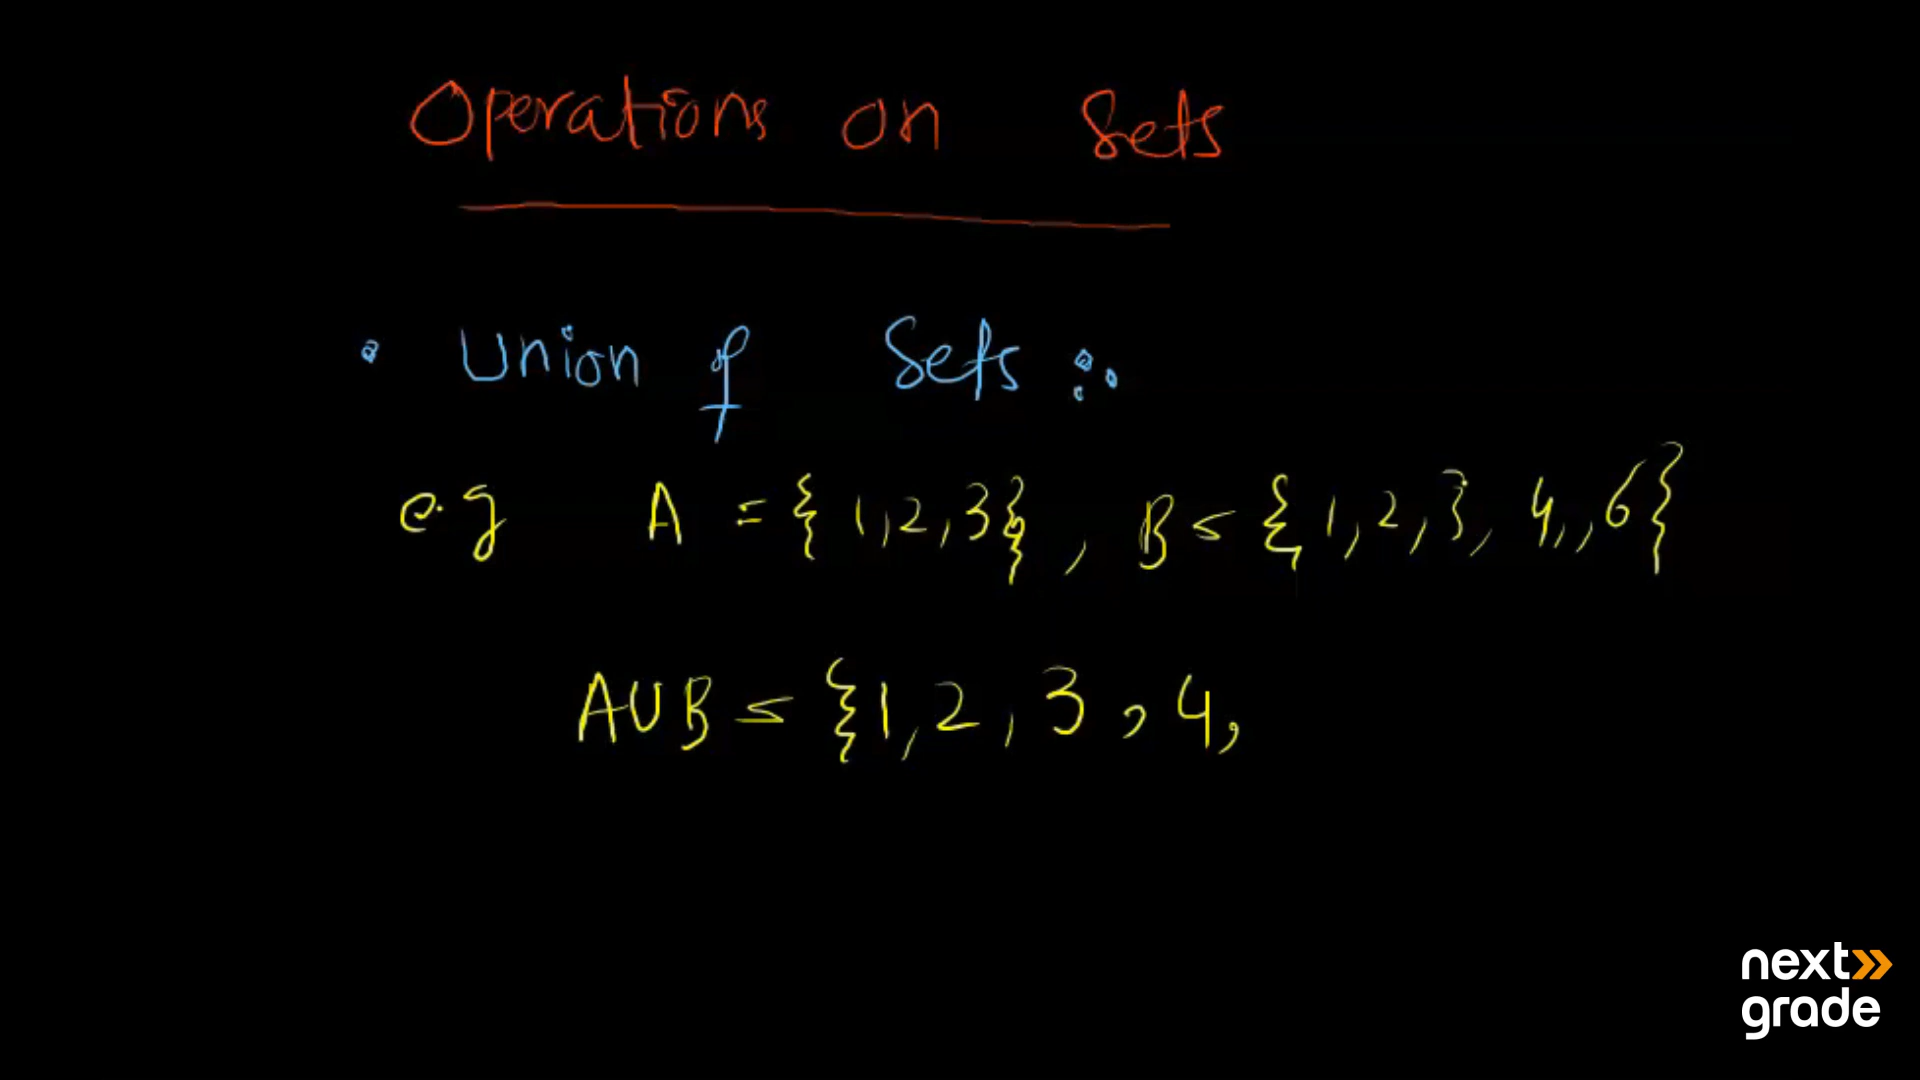 Operations on Sets
• Union of Sets :.
e.g A = {1,2,3}, B = {1,2,3,4,,6}
AUB = {1,2,3,4,
next
grade